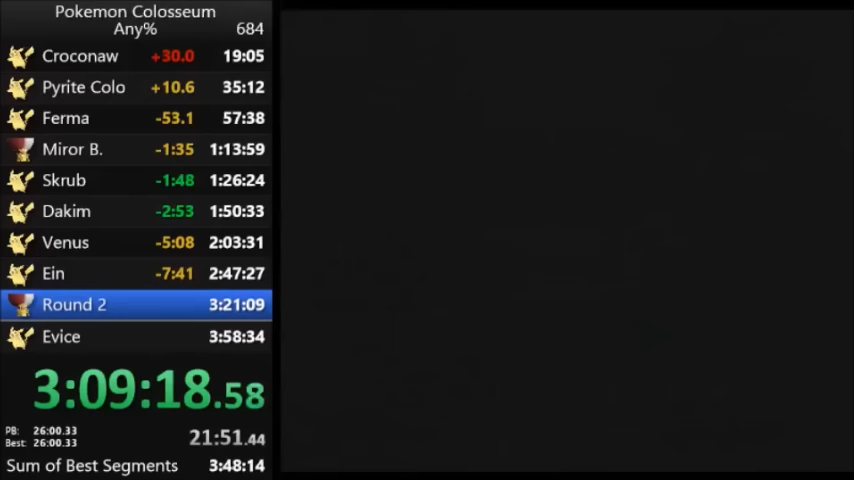 Pokemon Colosseum
Any% 684
Croconaw +30.0 19:05
Pyrite Colo +10.6 35:12
Ferma -53.1 57:38
Miror B. -1:35 1:13:59
Skrub -1:48 1:26:24
Dakim -2:53 1:50:33
Venus -5:08 2:03:31
Ein -7:41 2:47:27
Round 2 3:21:09
Evice 3:58:34
3:09:18.58
PB: 26:00.33
Best: 26:00.33 21:51.44
Sum of Best Segments 3:48:14